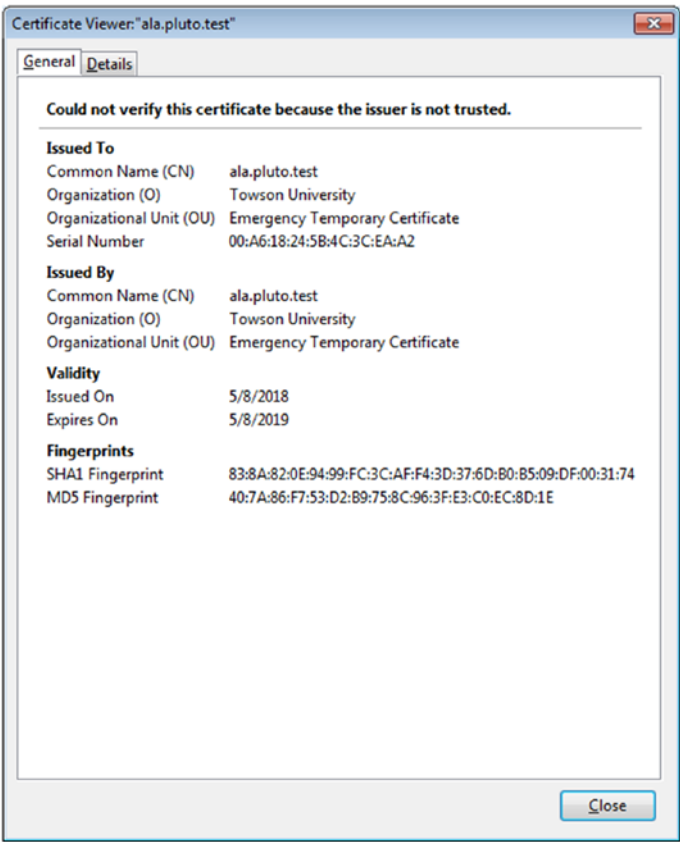 Certificate Viewer:"ala.pluto.test"
General Details
Could not verify this certificate because the issuer is not trusted.
Issued To
Common Name (CN) ala.pluto.test
Organization (O) Towson University
Organizational Unit (OU) Emergency Temporary Certificate
Serial Number 00:A6:18:24:5B:4C:3C:EA:A2
Issued By
Common Name (CN) ala.pluto.test
Organization (O) Towson University
Organizational Unit (OU) Emergency Temporary Certificate
Validity
Issued On 5/8/2018
Expires On 5/8/2019
Fingerprints
SHA1 Fingerprint 83:8A:82:0E:94:99:FC:3C:AF:F4:3D:37:6D:B0:B5:09:DF:00:31:74
MD5 Fingerprint 40:7A:86:F7:53:D2:B9:75:8C:96:3F:E3:C0:EC:8D:1E
Close